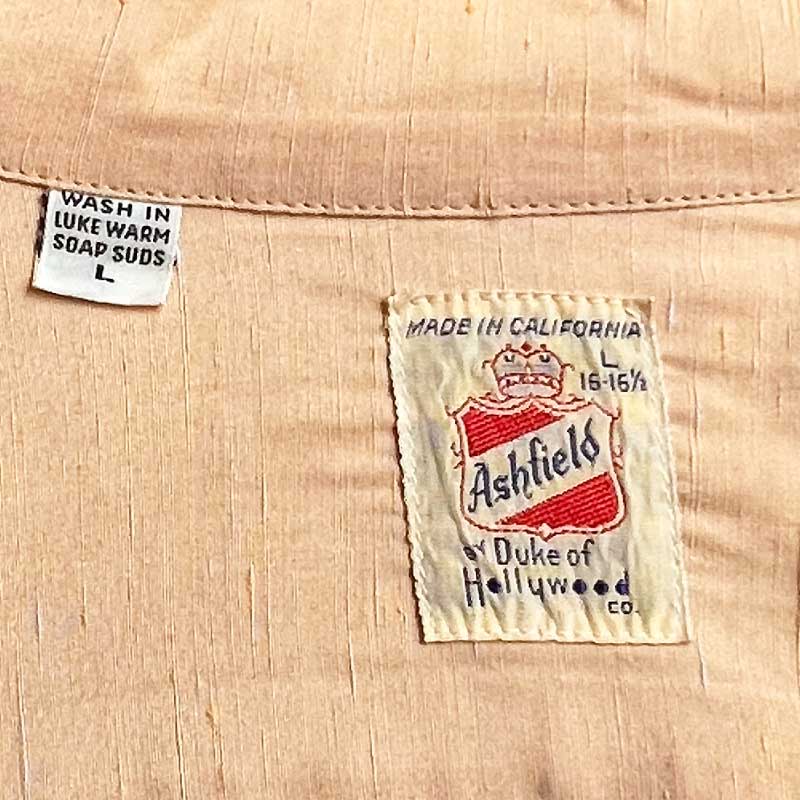 WASH IN
LUKE WARM
SOAP SUDS
L
MADE IN CALIFORNIA
L
16-16½
Ashfield
BY Duke of
Hollywood
CO.